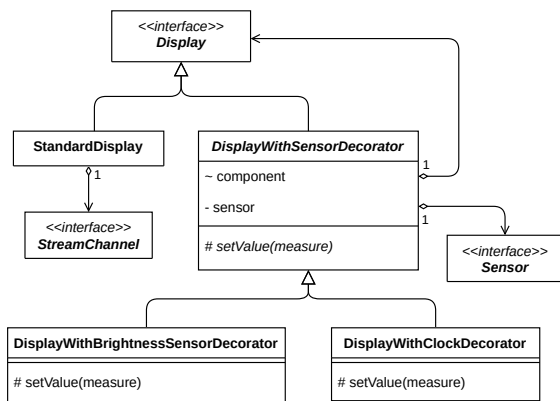 <<interface>>
Display
StandardDisplay
1
<<interface>>
StreamChannel
DisplayWithSensorDecorator
~ component
- sensor
# setValue(measure)
1
1
<<interface>>
Sensor
DisplayWithBrightnessSensorDecorator
# setValue(measure)
DisplayWithClockDecorator
# setValue(measure)